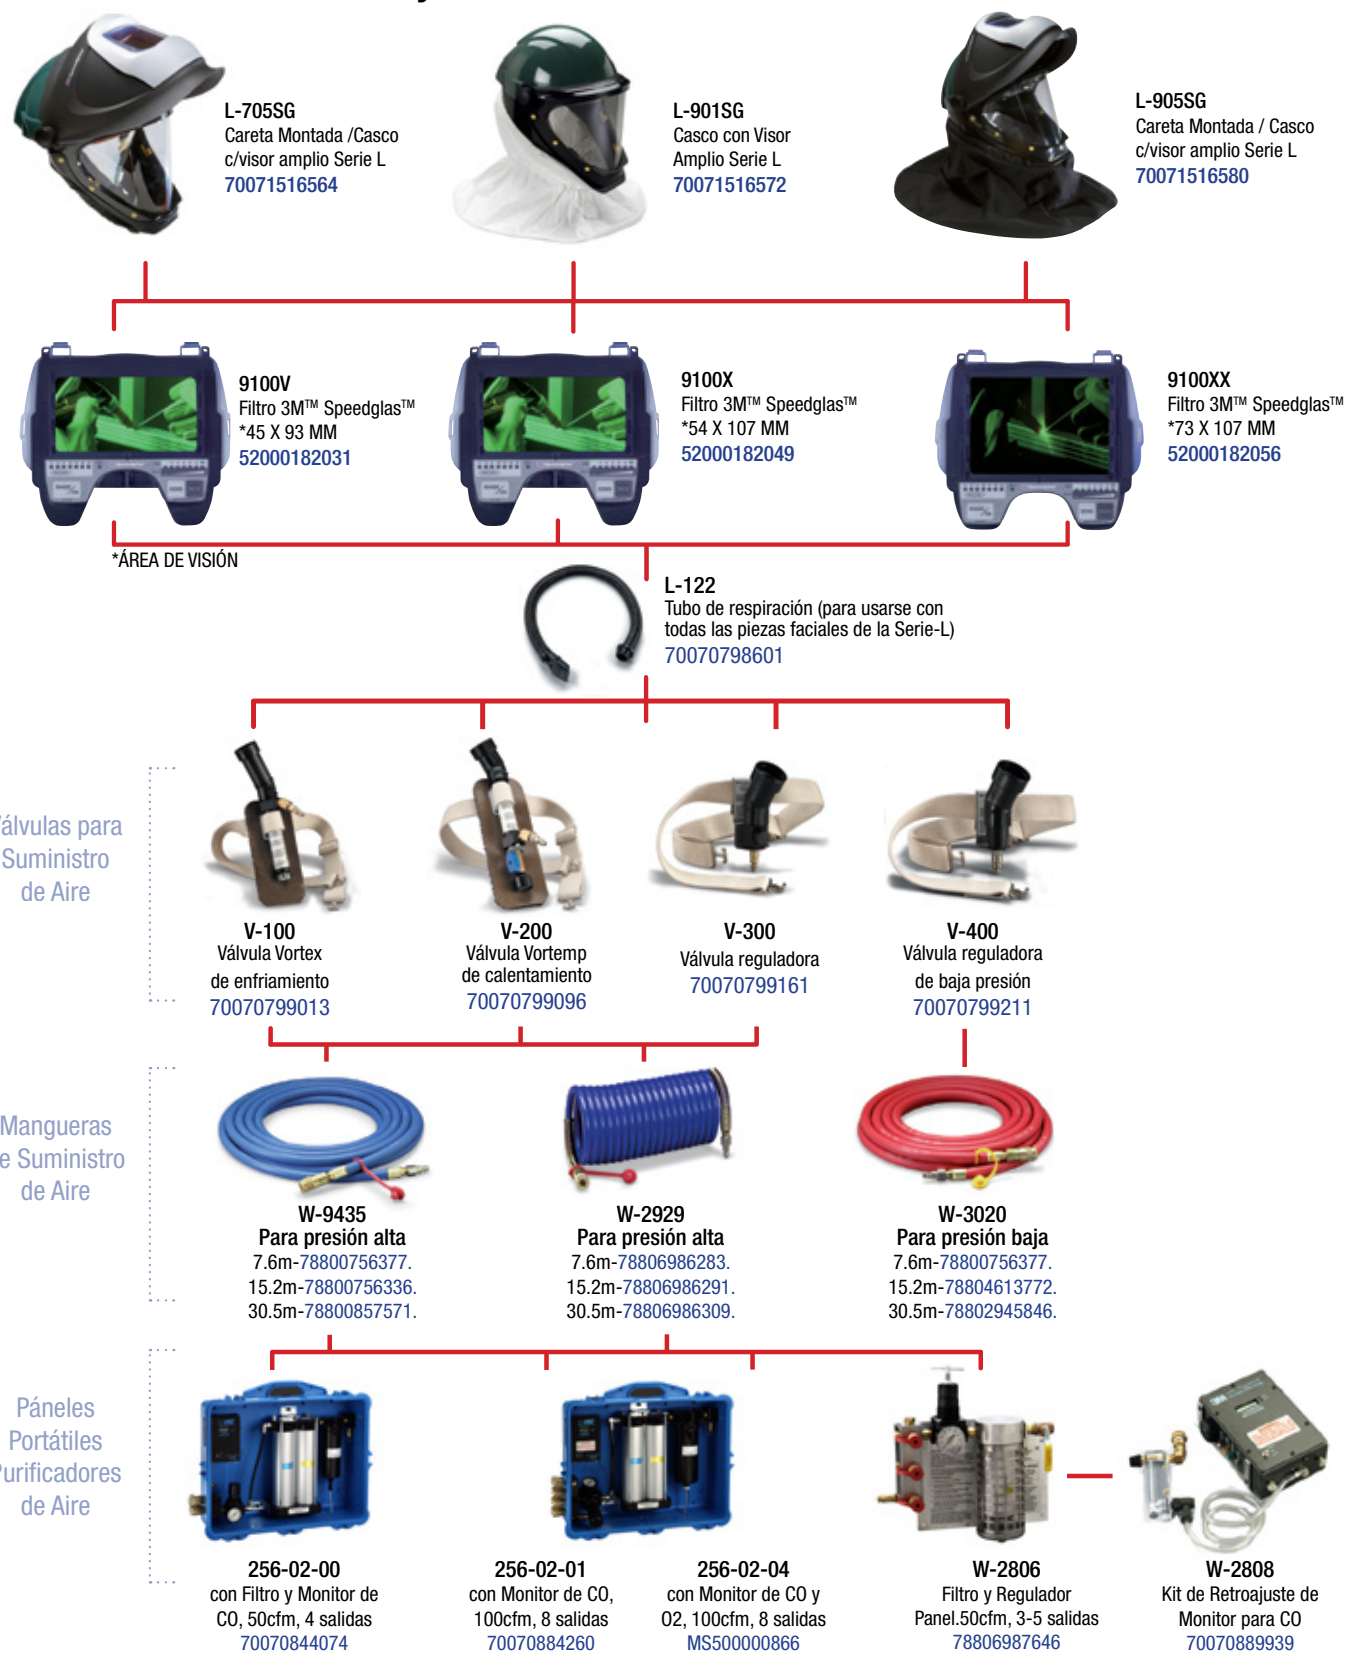 L-705SG
Careta Montada /Casco
c/visor amplio Serie L
70071516564
L-901SG
Casco con Visor
Amplio Serie L
70071516572
L-905SG
Careta Montada / Casco
c/visor amplio Serie L
70071516580
9100V
Filtro 3M™ Speedglas™
*45 X 93 MM
52000182031
9100X
Filtro 3M™ Speedglas™
*54 X 107 MM
52000182049
9100XX
Filtro 3M™ Speedglas™
*73 X 107 MM
52000182056
*ÁREA DE VISIÓN
L-122
Tubo de respiración (para usarse con
todas las piezas faciales de la Serie-L)
70070798601
álvulas para
Suministro
de Aire
V-100
Válvula Vortex
de enfriamiento
70070799013
V-200
Válvula Vortemp
de calentamiento
70070799096
V-300
Válvula reguladora
70070799161
V-400
Válvula reguladora
de baja presión
70070799211
Mangueras
e Suministro
de Aire
W-9435
Para presión alta
7.6m-78800756377.
15.2m-78800756336.
30.5m-78800857571.
W-2929
Para presión alta
7.6m-78806986283.
15.2m-78806986291.
30.5m-78806986309.
W-3020
Para presión baja
7.6m-78800756377.
15.2m-78804613772.
30.5m-78802945846.
Páneles
Portátiles
Purificadores
de Aire
256-02-00
con Filtro y Monitor de
CO, 50cfm, 4 salidas
70070844074
256-02-01
con Monitor de CO,
100cfm, 8 salidas
70070884260
256-02-04
con Monitor de CO y
O2, 100cfm, 8 salidas
MS500000866
W-2806
Filtro y Regulador
Panel.50cfm, 3-5 salidas
78806987646
W-2808
Kit de Retroajuste de
Monitor para CO
70070889939